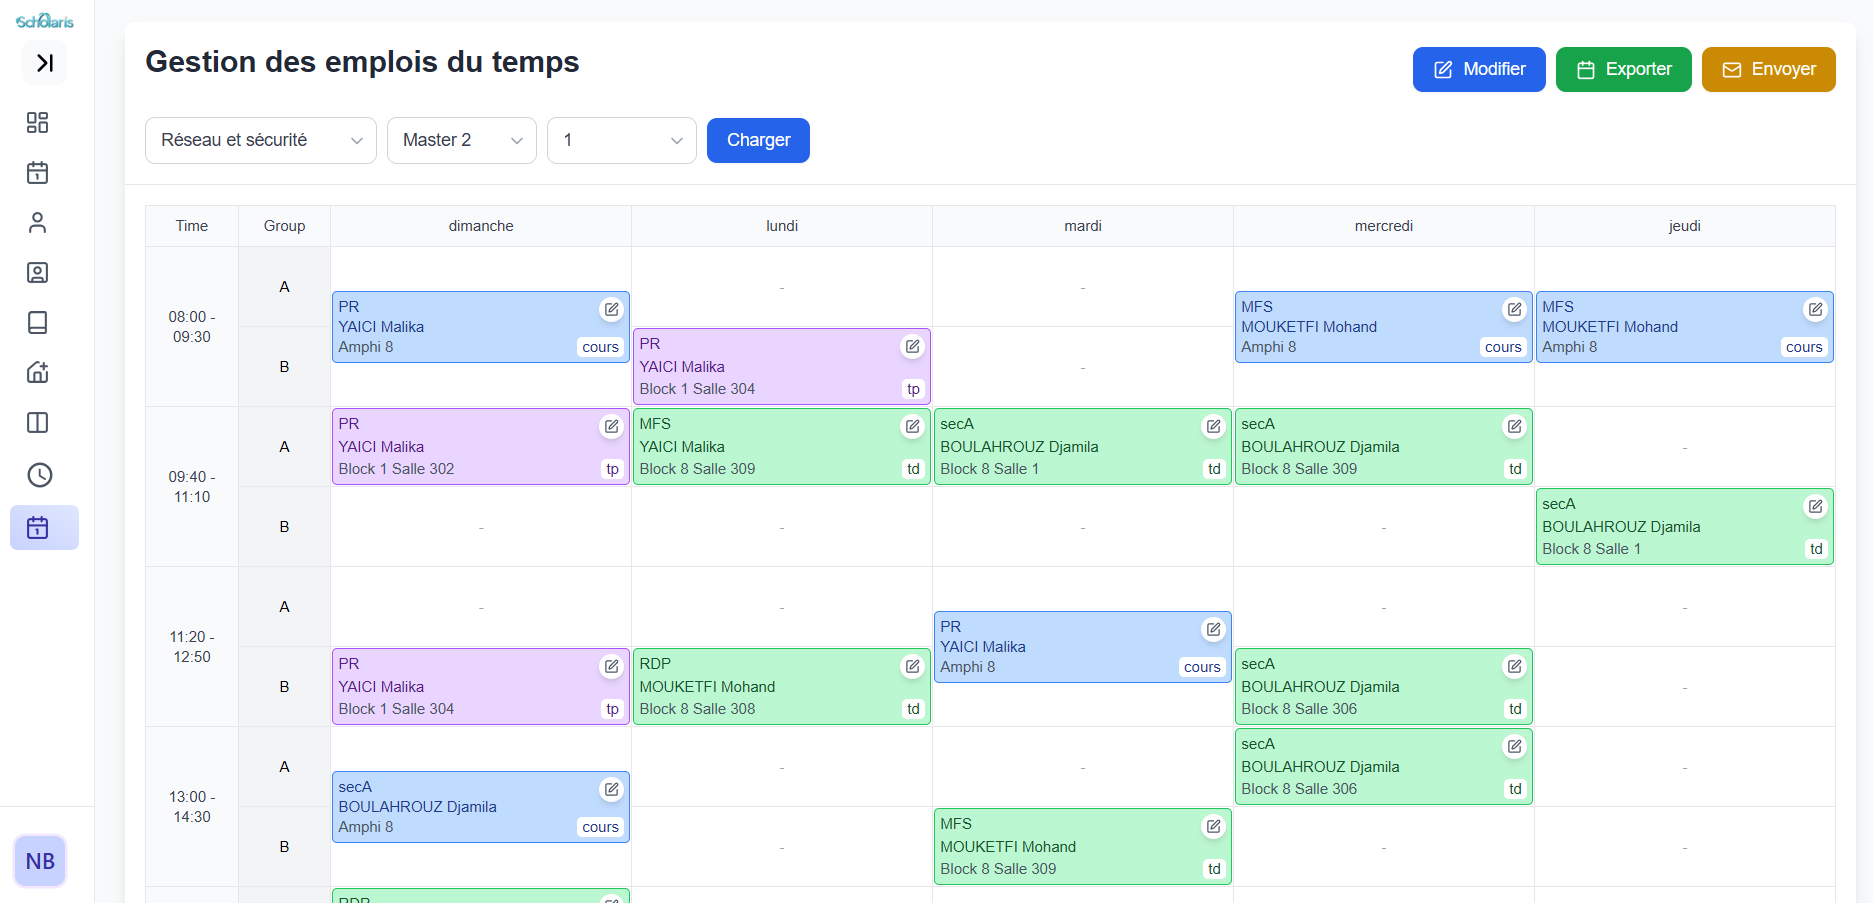 Scholaris
Gestion des emplois du temps
Modifier
Exporter
Envoyer
Réseau et sécurité
Master 2
1
Charger
Time
Group
dimanche
lundi
mardi
mercredi
jeudi
08:00 -
09:30
A
-
-
PR
YAICI Malika
Amphi 8
cours
MFS
MOUKETFI Mohand
Amphi 8
cours
MFS
MOUKETFI Mohand
Amphi 8
cours
B
PR
YAICI Malika
Block 1 Salle 304
tp
-
09:40 -
11:10
A
PR
YAICI Malika
Block 1 Salle 302
tp
MFS
YAICI Malika
Block 8 Salle 309
td
secA
BOULAHROUZ Djamila
Block 8 Salle 1
td
secA
BOULAHROUZ Djamila
Block 8 Salle 309
td
-
B
-
-
-
-
secA
BOULAHROUZ Djamila
Block 8 Salle 1
td
11:20 -
12:50
A
-
-
PR
YAICI Malika
Amphi 8
cours
-
-
B
PR
YAICI Malika
Block 1 Salle 304
tp
RDP
MOUKETFI Mohand
Block 8 Salle 308
td
secA
BOULAHROUZ Djamila
Block 8 Salle 306
td
-
13:00 -
14:30
A
secA
BOULAHROUZ Djamila
Amphi 8
cours
-
-
secA
BOULAHROUZ Djamila
Block 8 Salle 306
td
-
B
-
MFS
MOUKETFI Mohand
Block 8 Salle 309
td
-
-
RDP
NB